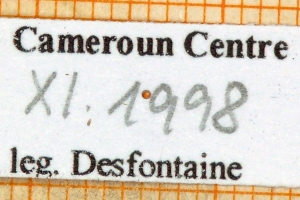 Cameroun Centre
XI. 1998
leg. Desfontaine